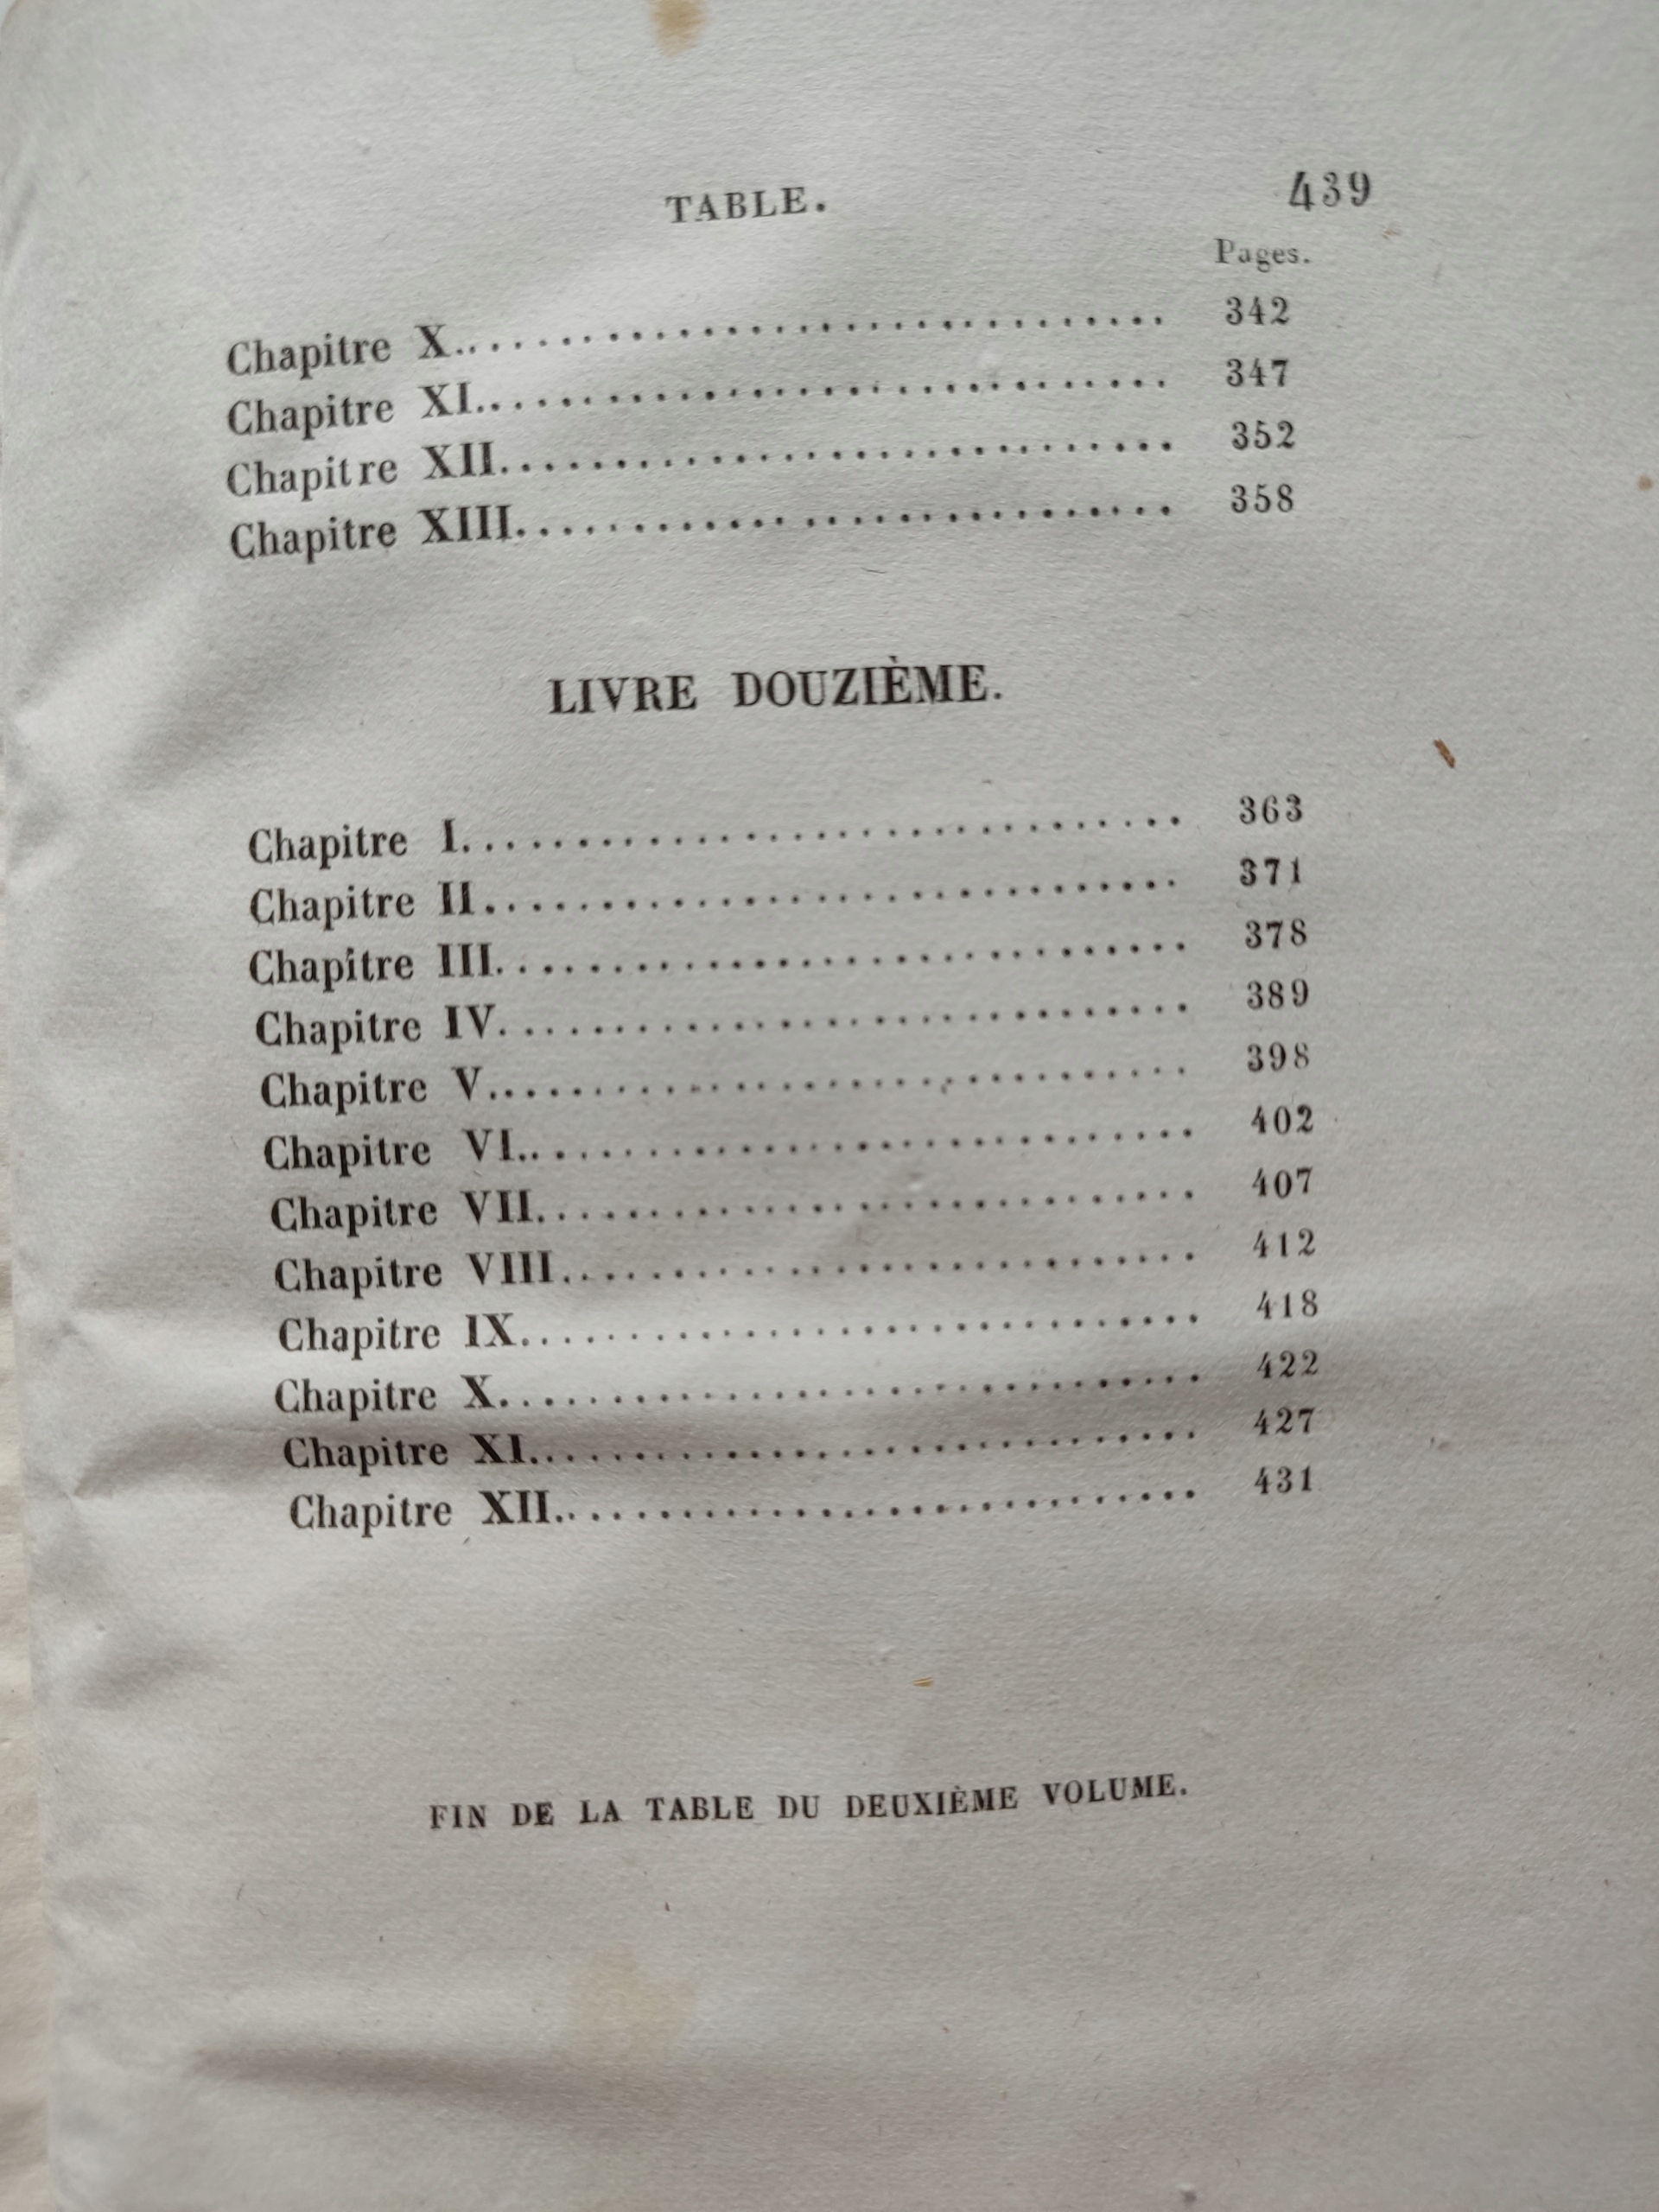 TABLE. 439
Pages.
Chapitre X................................ 342
Chapitre XI............................... 347
Chapitre XII.............................. 352
Chapitre XIII............................. 358
LIVRE DOUZIÈME.
Chapitre I................................ 363
Chapitre II............................... 371
Chapitre III.............................. 378
Chapitre IV............................... 389
Chapitre V................................ 398
Chapitre VI............................... 402
Chapitre VII.............................. 407
Chapitre VIII............................. 412
Chapitre IX............................... 418
Chapitre X................................ 422
Chapitre XI............................... 427
Chapitre XII.............................. 431
FIN DE LA TABLE DU DEUXIÈME VOLUME.